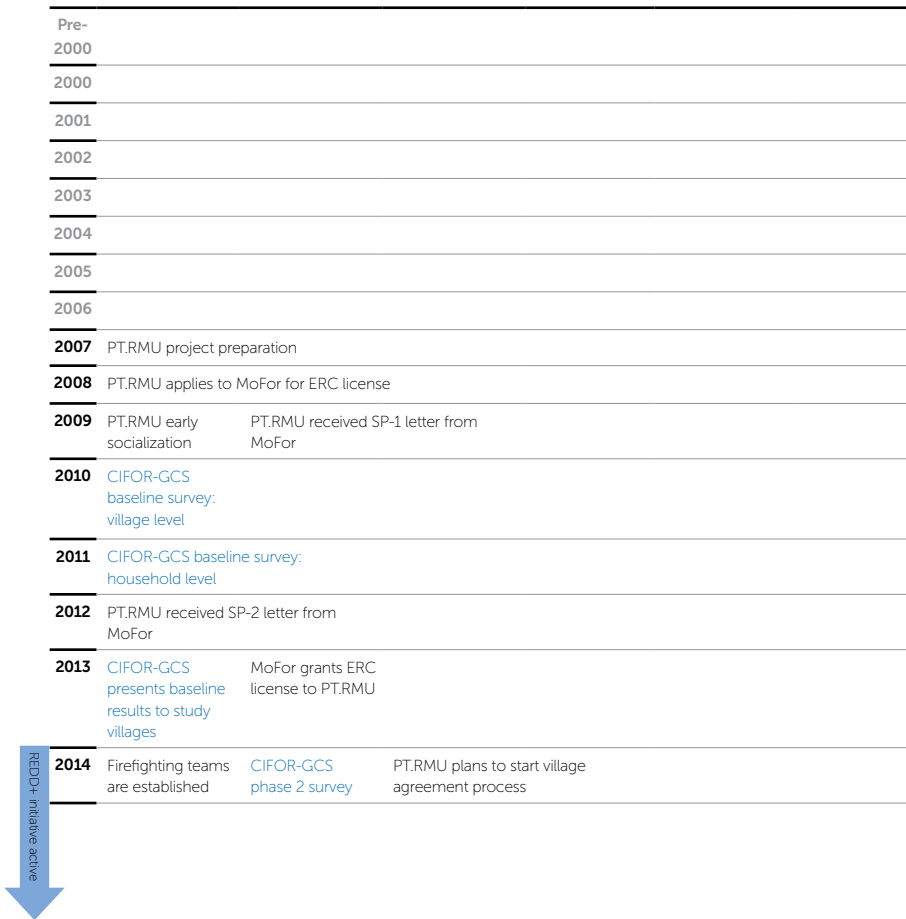 Pre-
2000
2000
2001
2002
2003
2004
2005
2006
2007 PT.RMU project preparation
2008 PT.RMU applies to MoFor for ERC license
2009 PT.RMU early
socialization
PT.RMU received SP-1 letter from
MoFor
2010 CIFOR-GCS
baseline survey:
village level
2011 CIFOR-GCS baseline survey:
household level
2012 PT.RMU received SP-2 letter from
MoFor
2013 CIFOR-GCS
presents baseline
results to study
villages
MoFor grants ERC
license to PT.RMU
2014 Firefighting teams
are established
CIFOR-GCS
phase 2 survey
PT.RMU plans to start village
agreement process
REDD+ initiative active